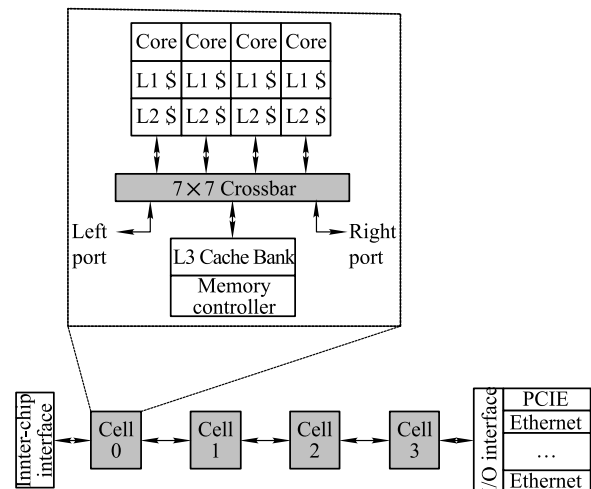 Core Core Core Core
L1 $ L1 $ L1 $ L1 $
L2 $ L2 $ L2 $ L2 $
7×7 Crossbar
Left
port
Right
port
L3 Cache Bank
Memory
controller
Innter-chip
interface
Cell
0
Cell
1
Cell
2
Cell
3
I/O interface
PCIE
Ethernet
...
Ethernet